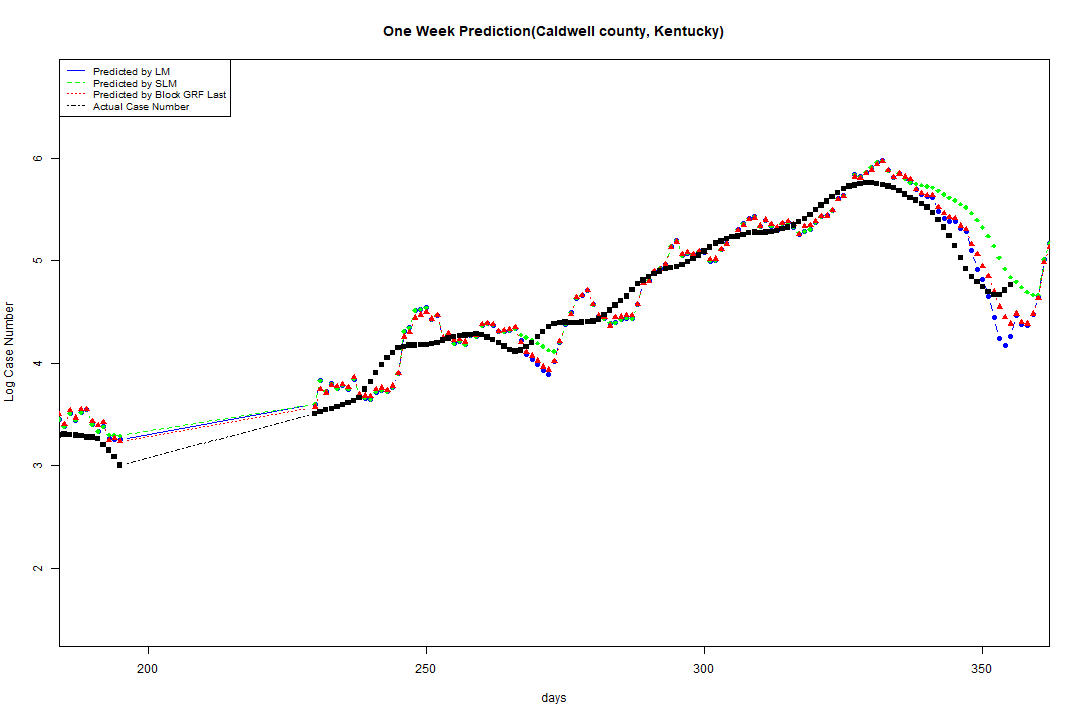 One Week Prediction(Caldwell county, Kentucky)
Predicted by LM
Predicted by SLM
Predicted by Block GRF Last
Actual Case Number
Log Case Number
6
5
4
3
2
200 250 300 350
days